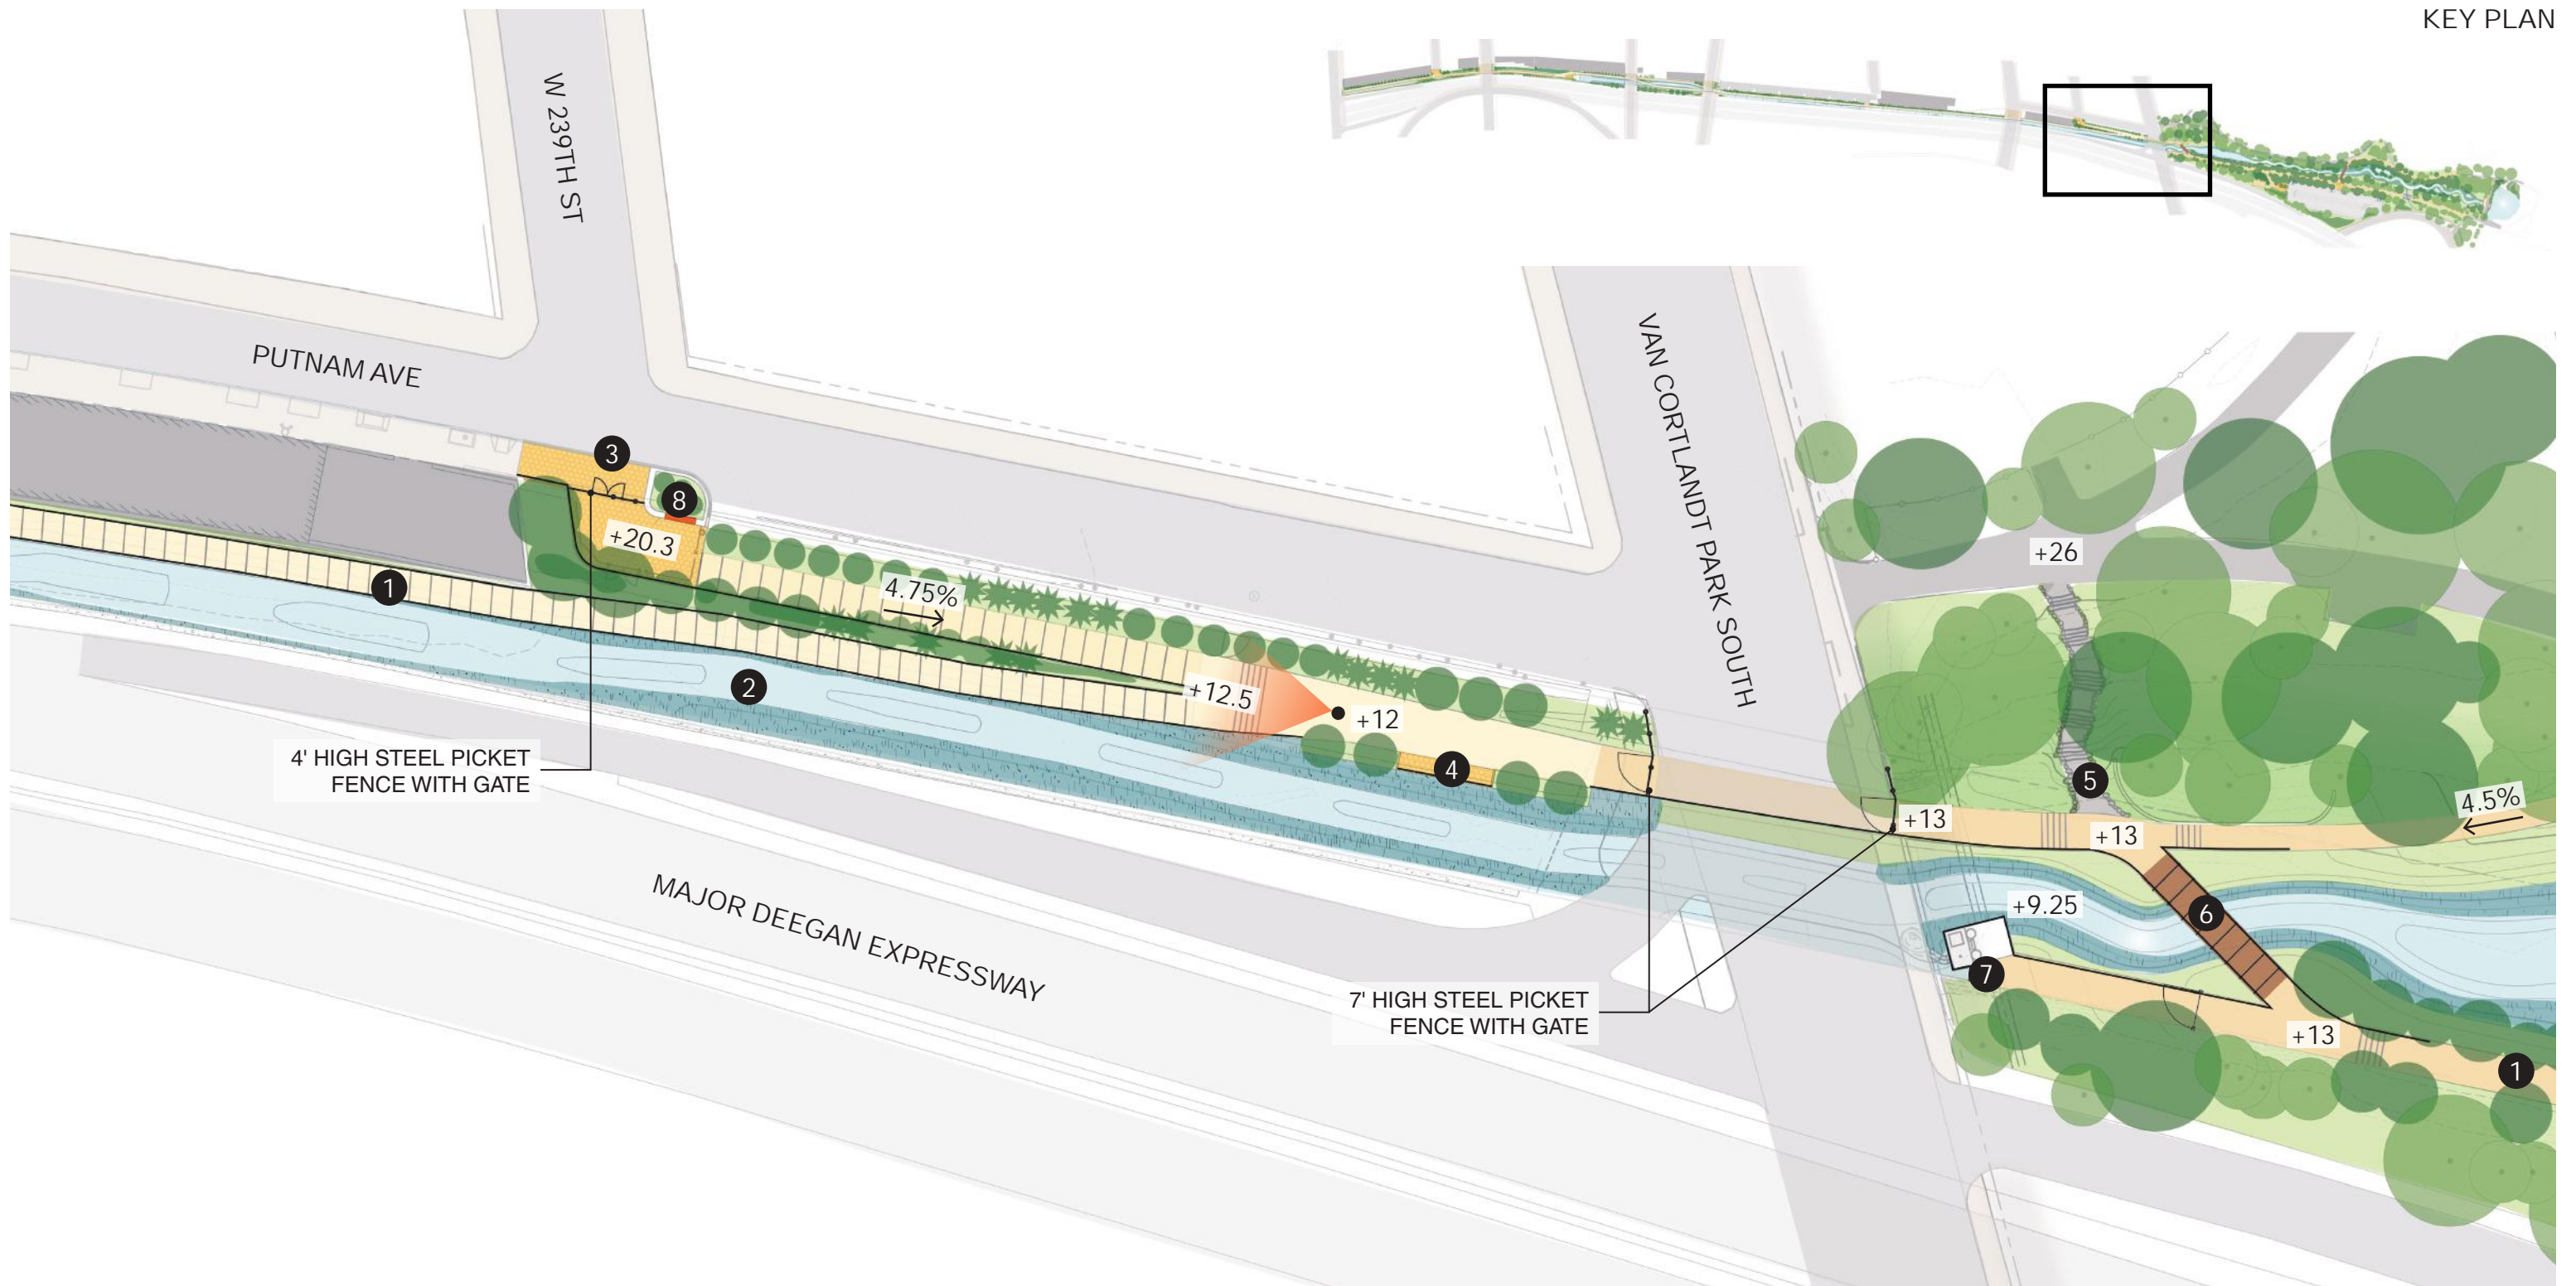 KEY PLAN
W 239TH ST
PUTNAM AVE
VAN CORTLANDT PARK SOUTH
3
8
+20.3
1
4.75%
2
+12.5
+12
4
4' HIGH STEEL PICKET
FENCE WITH GATE
+26
5
4.5%
+13
+13
+9.25
6
7
+13
1
MAJOR DEEGAN EXPRESSWAY
7' HIGH STEEL PICKET
FENCE WITH GATE